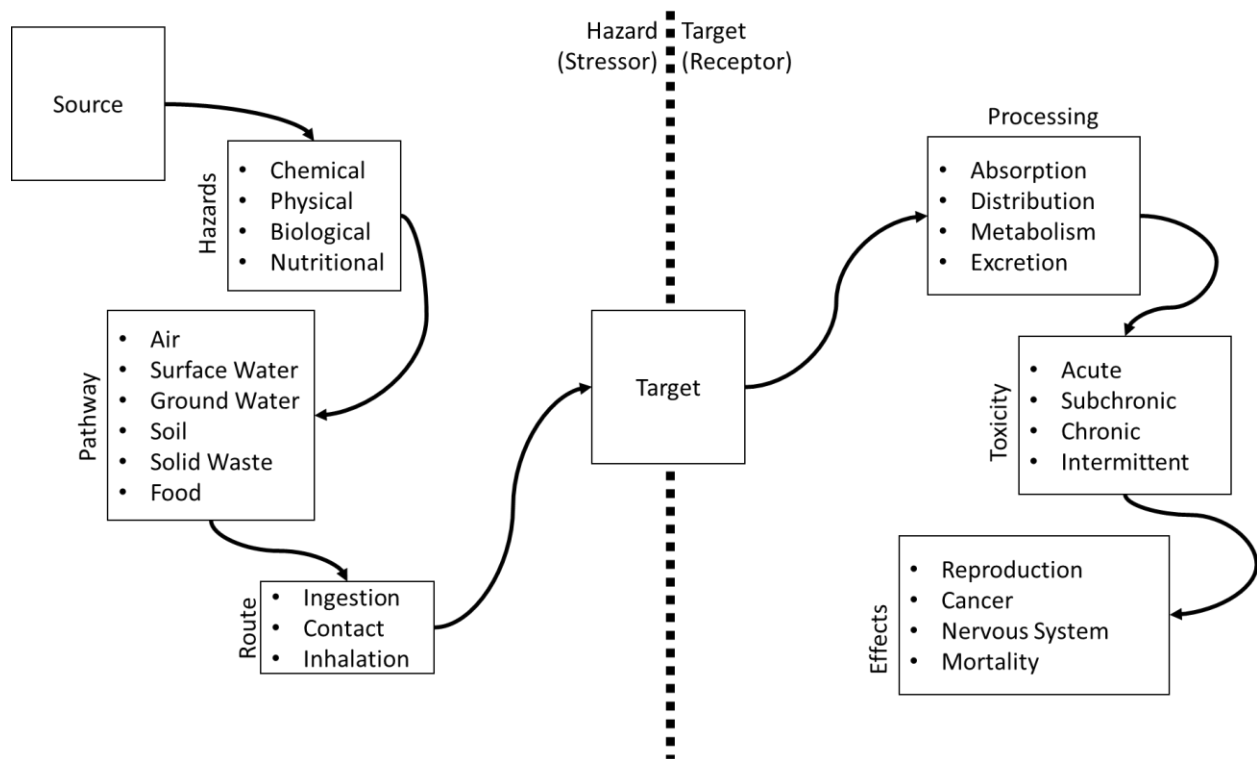 Source
Hazards
• Chemical
• Physical
• Biological
• Nutritional
Pathway
• Air
• Surface Water
• Ground Water
• Soil
• Solid Waste
• Food
Route
• Ingestion
• Contact
• Inhalation
Hazard
(Stressor)
Target
(Receptor)
Target
Processing
• Absorption
• Distribution
• Metabolism
• Excretion
Toxicity
• Acute
• Subchronic
• Chronic
• Intermittent
Effects
• Reproduction
• Cancer
• Nervous System
• Mortality